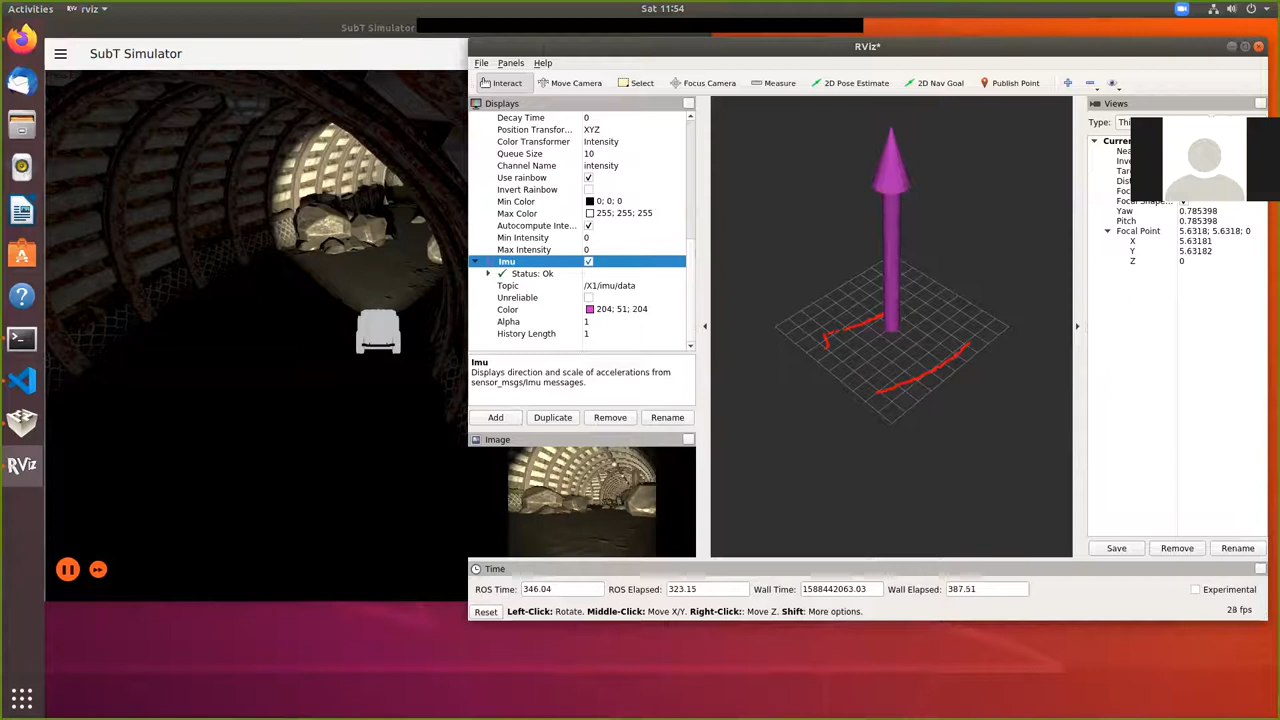 Activities
rviz
Sat 11:54
SubT Simulator
RViz*
SubT Simulator
File
Panels
Help
Interact
Move Camera
Select
Focus Camera
Measure
2D Pose Estimate
2D Nav Goal
Publish Point
Displays
Views
Decay Time 0
Position Transfor... XYZ
Color Transformer Intensity
Queue Size 10
Channel Name intensity
Use rainbow
Invert Rainbow
Min Color 0; 0; 0
Max Color 255; 255; 255
Autocompute Inte...
Min Intensity 0
Max Intensity 0
Imu
Status: Ok
Topic /X1/imu/data
Unreliable
Color 204; 51; 204
Alpha 1
History Length 1
Imu
Displays direction and scale of accelerations from
sensor_msgs/Imu messages.
Add
Duplicate
Remove
Rename
Image
Type:
Yaw 0.785398
Pitch 0.785398
Focal Point 5.6318; 5.6318; 0
X 5.63181
Y 5.63182
Z 0
Save
Remove
Rename
Time
ROS Time: 346.04
ROS Elapsed: 323.15
Wall Time: 1588442063.03
Wall Elapsed: 387.51
Experimental
Reset
Left-Click: Rotate. Middle-Click: Move X/Y. Right-Click:: Move Z. Shift: More options.
28 fps
RViz